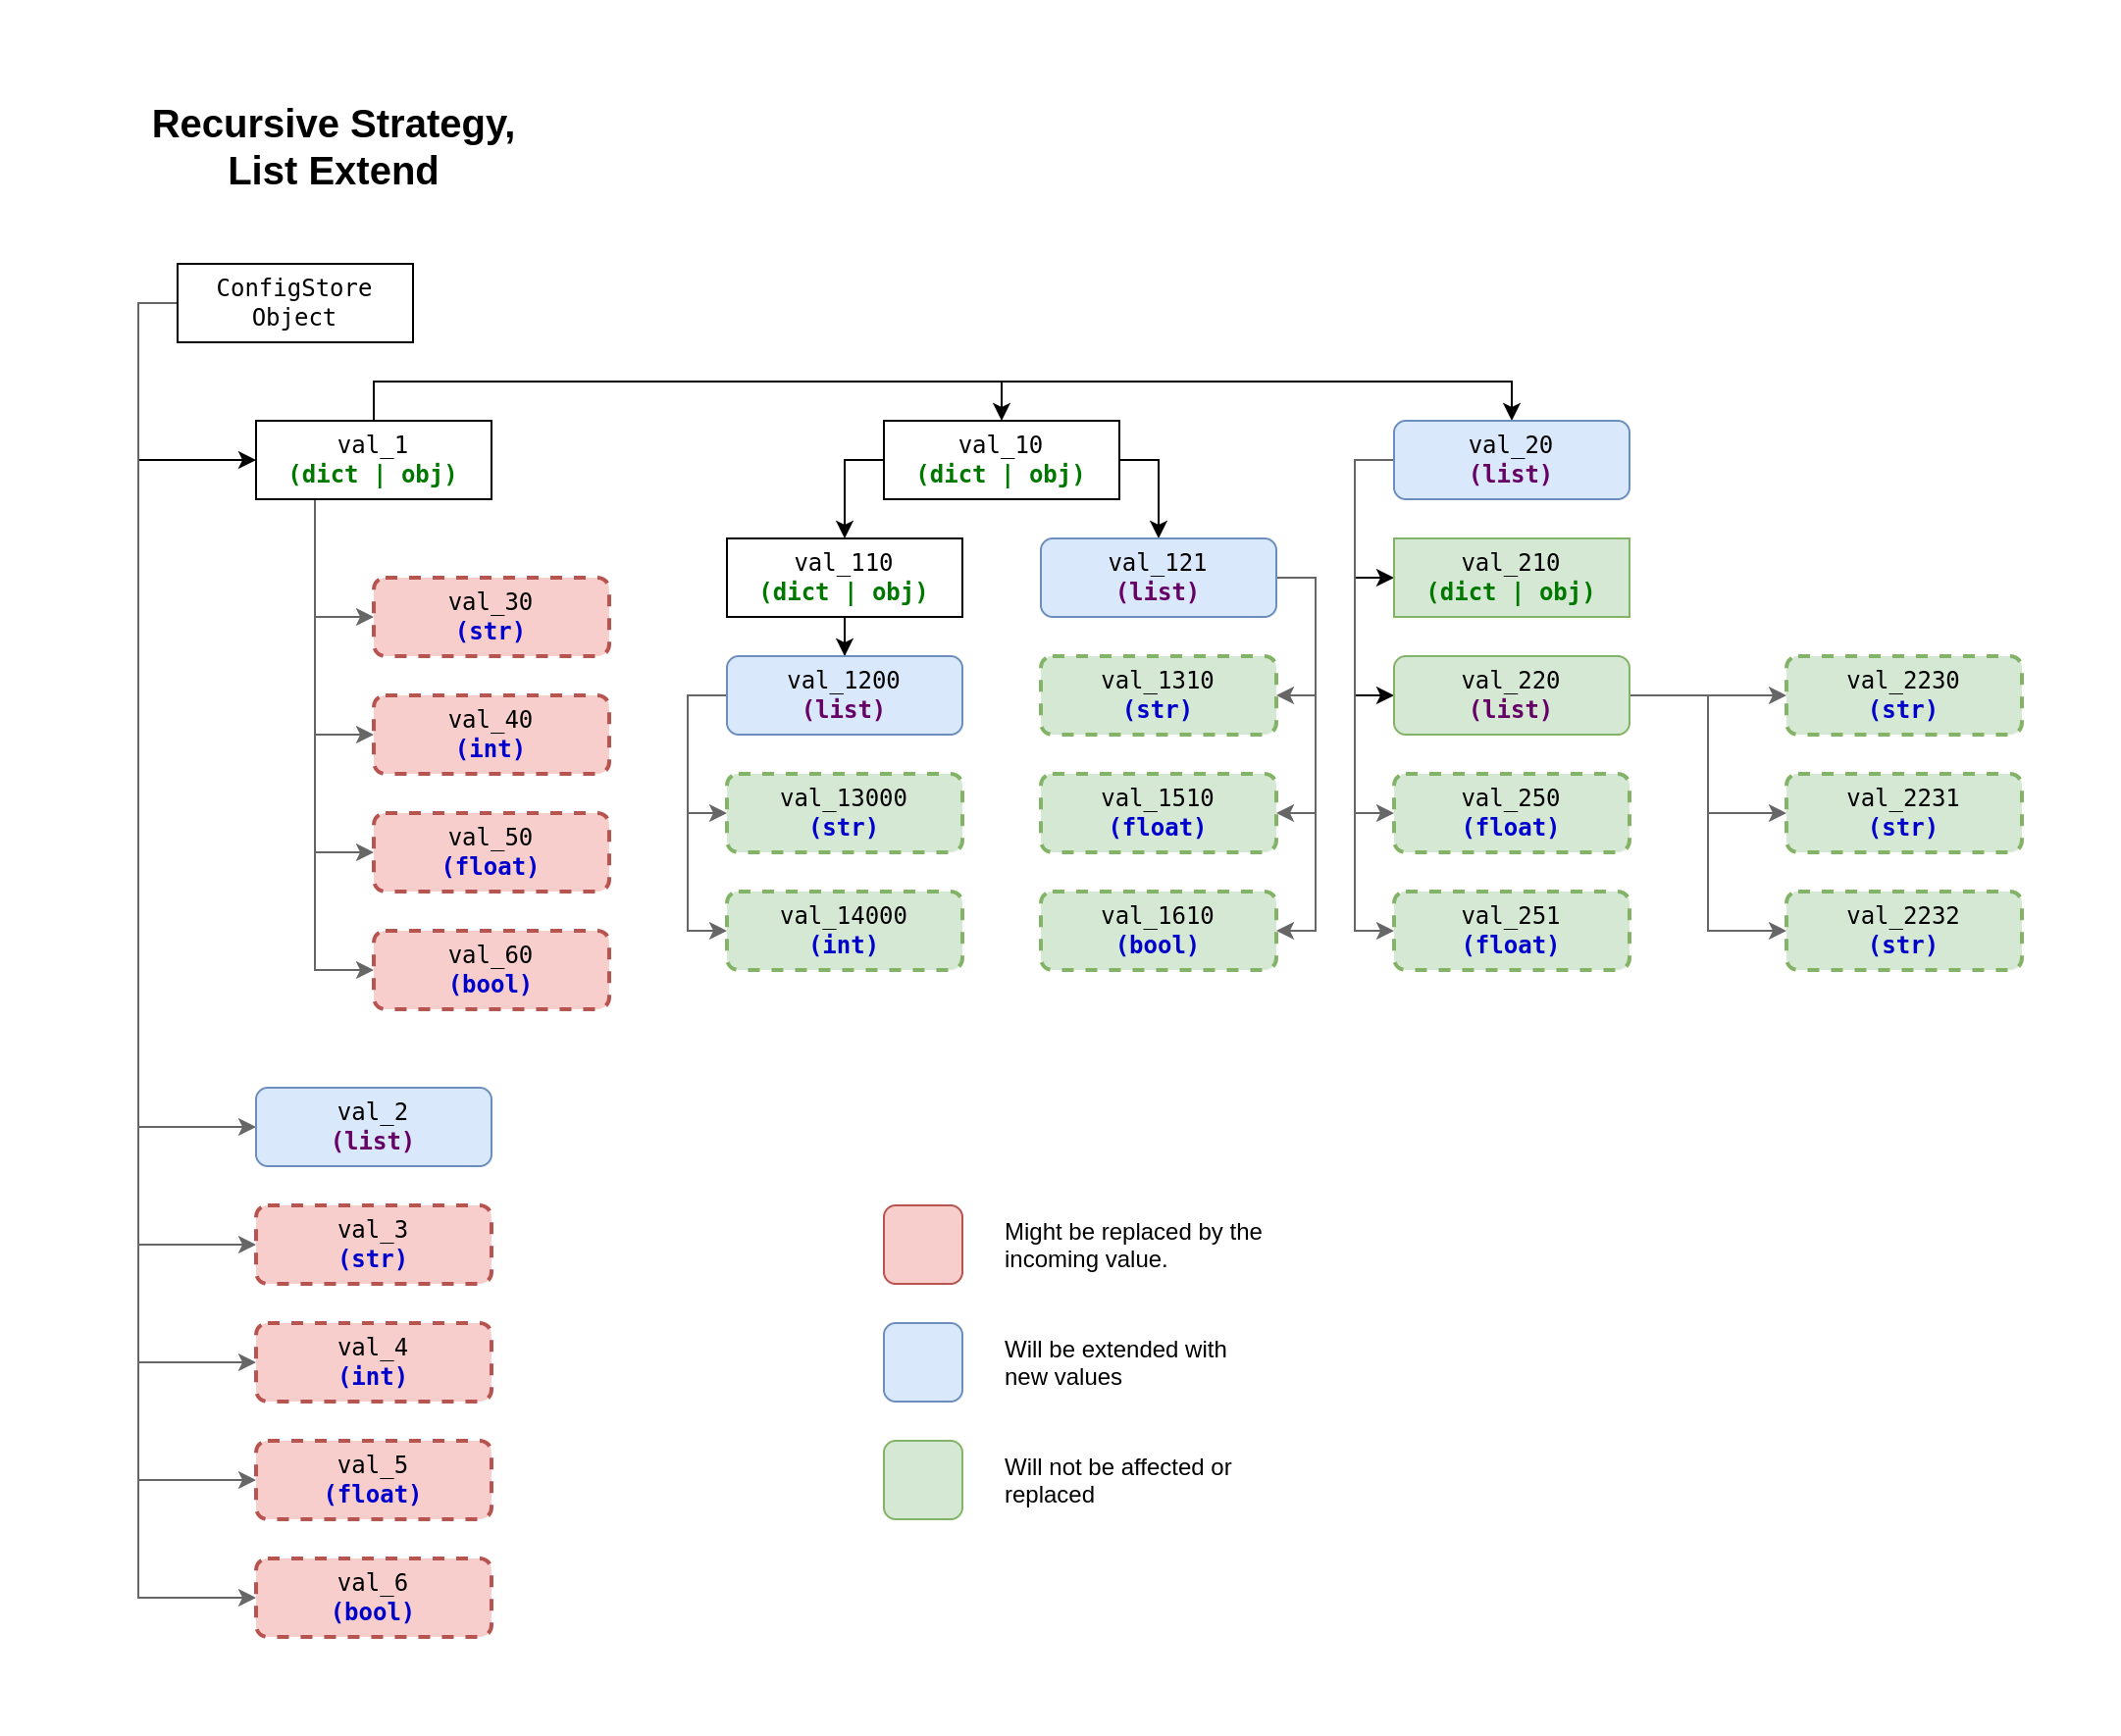 Recursive Strategy,
List Extend
ConfigStore
Object
val_1
(dict | obj)
val_10
(dict | obj)
val_20
(list)
val_110
(dict | obj)
val_121
(list)
val_210
(dict | obj)
val_30
(str)
val_1200
(list)
val_1310
(str)
val_220
(list)
val_2230
(str)
val_40
(int)
val_13000
(str)
val_1510
(float)
val_250
(float)
val_2231
(str)
val_50
(float)
val_14000
(int)
val_1610
(bool)
val_251
(float)
val_2232
(str)
val_60
(bool)
val_2
(list)
val_3
(str)
val_4
(int)
val_5
(float)
val_6
(bool)
Might be replaced by the
incoming value.
Will be extended with
new values
Will not be affected or
replaced